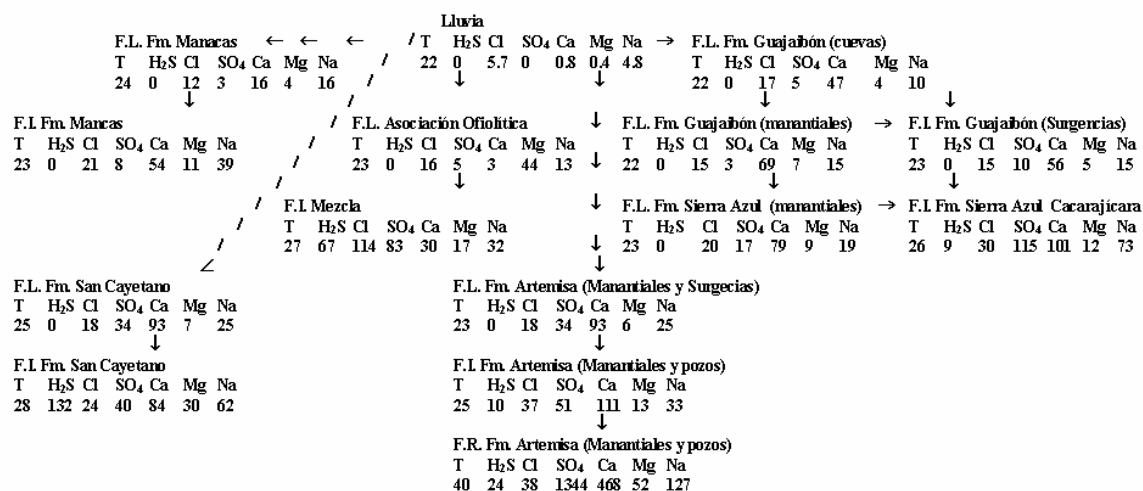 Lluvia
F.L. Fm. Manacas ← ← ← T H₂S Cl SO₄ Ca Mg Na → F.L. Fm. Guajaibón (cuevas)
T H₂S Cl SO₄ Ca Mg Na 22 0 5.7 0 0.8 0.4 4.8 T H₂S Cl SO₄ Ca Mg Na
24 0 12 3 16 4 16 ↓ ↓ 22 0 17 5 47 4 10
↓ ↓ ↓
F.I. Fm. Mancas F.L. Asociación Ofiolítica ↓ F.L. Fm. Guajaibón (manantiales) → F.I. Fm. Guajaibón (Surgencias)
T H₂S Cl SO₄ Ca Mg Na T H₂S Cl SO₄ Ca Mg Na T H₂S Cl SO₄ Ca Mg Na T H₂S Cl SO₄ Ca Mg Na
23 0 21 8 54 11 39 23 0 16 5 3 44 13 ↓ 22 0 15 3 69 7 15 23 0 15 10 56 5 15
↓ ↓ ↓
F.I. Mezcla ↓ F.L. Fm. Sierra Azul (manantiales) → F.I. Fm. Sierra Azul Cacarajícara
T H₂S Cl SO₄ Ca Mg Na T H₂S Cl SO₄ Ca Mg Na T H₂S Cl SO₄ Ca Mg Na
27 67 114 83 30 17 32 ↓ 23 0 20 17 79 9 19 26 9 30 115 101 12 73
↓
F.L. Fm. San Cayetano F.L. Fm. Artemisa (Manantiales y Surgecias)
T H₂S Cl SO₄ Ca Mg Na T H₂S Cl SO₄ Ca Mg Na
25 0 18 34 93 7 25 23 0 18 34 93 6 25
↓ ↓
F.I. Fm. San Cayetano F.I. Fm. Artemisa (Manantiales y pozos)
T H₂S Cl SO₄ Ca Mg Na T H₂S Cl SO₄ Ca Mg Na
28 132 24 40 84 30 62 25 10 37 51 111 13 33
↓
F.R. Fm. Artemisa (Manantiales y pozos)
T H₂S Cl SO₄ Ca Mg Na
40 24 38 1344 468 52 127